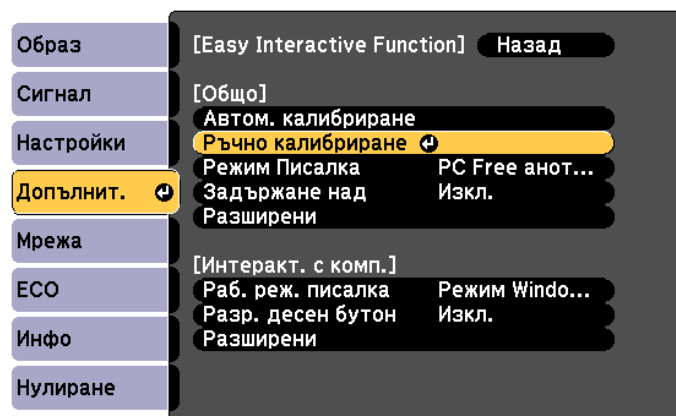 Образ
Сигнал
Настройки
Допълнит.
Мрежа
ECO
Инфо
Нулиране
[Easy Interactive Function] Назад
[Общо]
Автом. калибриране
Ръчно калибриране
Режим Писалка PC Free анот...
Задържане над Изкл.
Разширени
[Интеракт. с комп.]
Раб. реж. писалка Режим Windo...
Разр. десен бутон Изкл.
Разширени